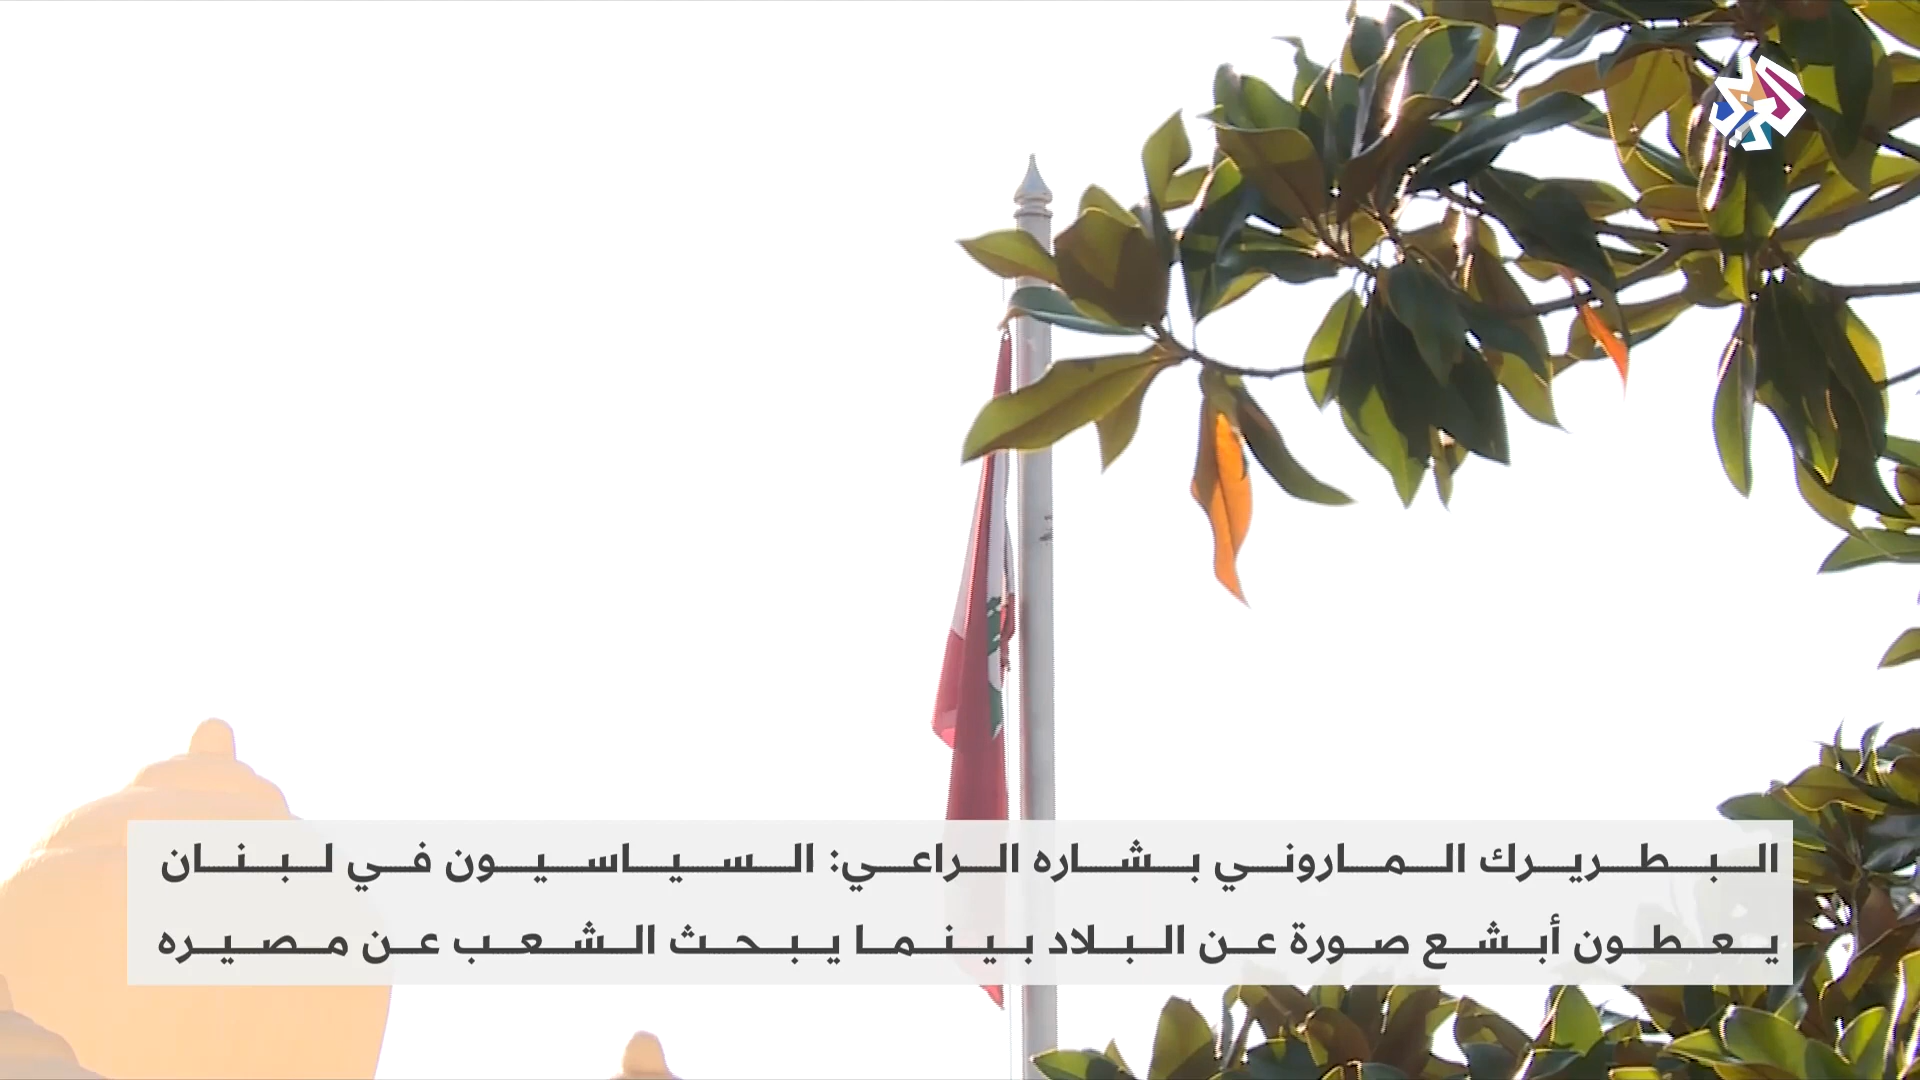 البطريرك الماروني بشاره الراعي: السياسيون في لبنان
يعطون أبشع صورة عن البلاد بينما يبحث الشعب عن مصيره